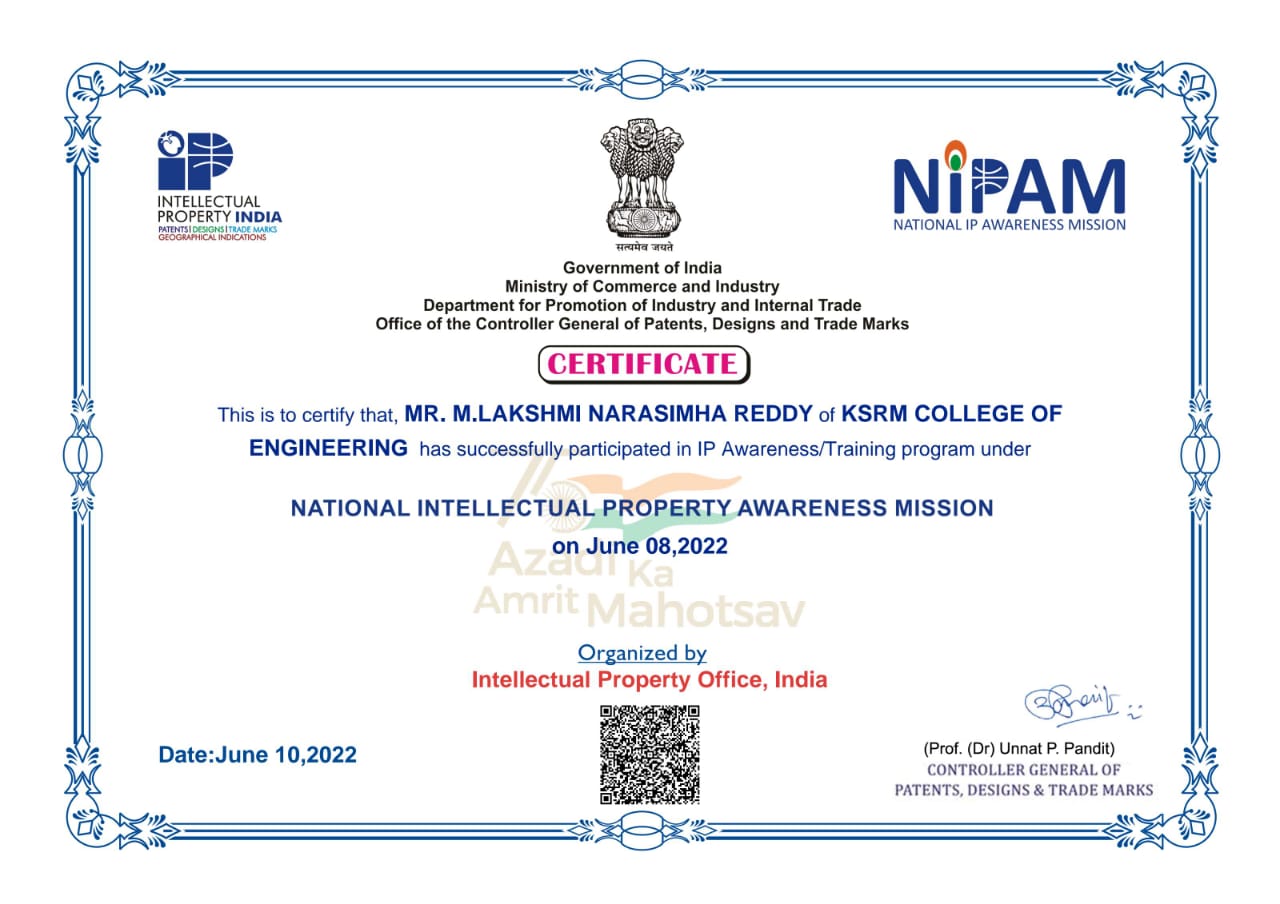 INTELLECTUAL
PROPERTY INDIA
PATENTS | DESIGNS | TRADE MARKS
GEOGRAPHICAL INDICATIONS
सत्यमेव जयते
NiPAM
NATIONAL IP AWARENESS MISSION
Government of India
Ministry of Commerce and Industry
Department for Promotion of Industry and Internal Trade
Office of the Controller General of Patents, Designs and Trade Marks
CERTIFICATE
This is to certify that, MR. M.LAKSHMI NARASIMHA REDDY of KSRM COLLEGE OF
ENGINEERING has successfully participated in IP Awareness/Training program under
NATIONAL INTELLECTUAL PROPERTY AWARENESS MISSION
on June 08,2022
Azadi Ka
Amrit Mahotsav
Organized by
Intellectual Property Office, India
Date:June 10,2022
(Prof. (Dr) Unnat P. Pandit)
CONTROLLER GENERAL OF
PATENTS, DESIGNS & TRADE MARKS